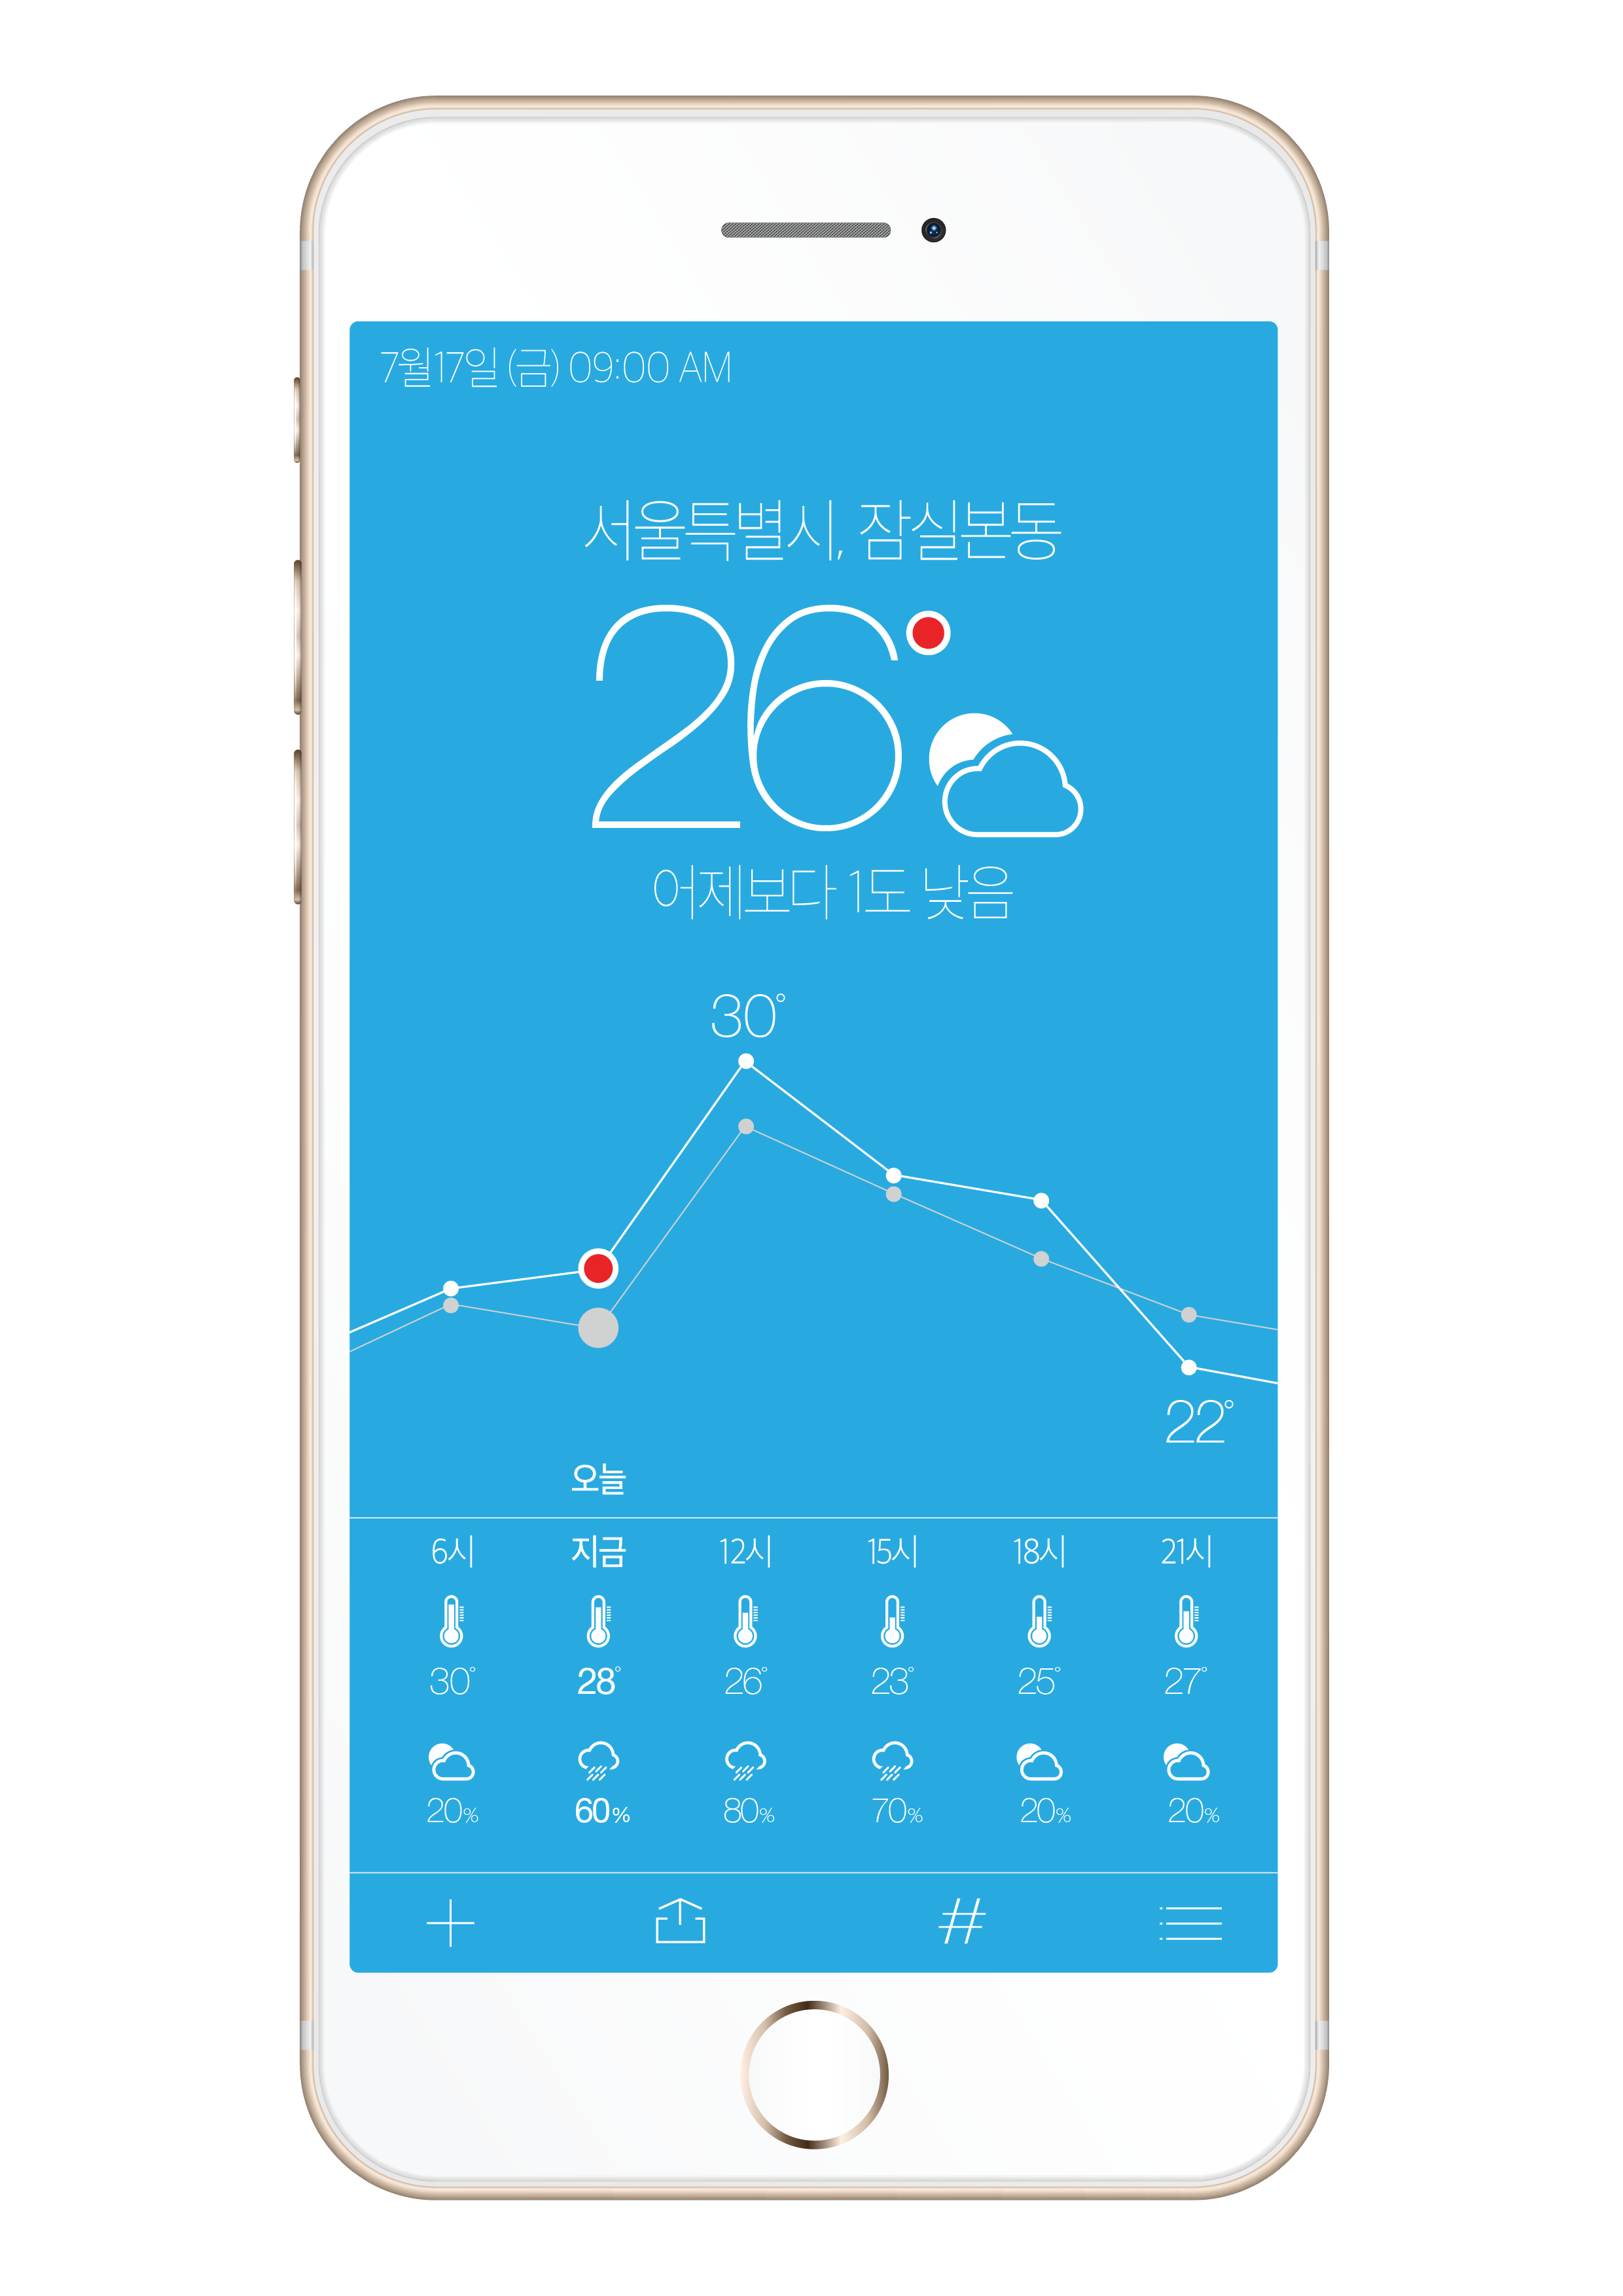 7월17일 (금) 09:00 AM
서울특별시, 잠실본동
26°
어제보다 1도 낮음
30°
22°
오늘
6시 지금 12시 15시 18시 21시
30° 28° 26° 23° 25° 27°
20% 60% 80% 70% 20% 20%
#